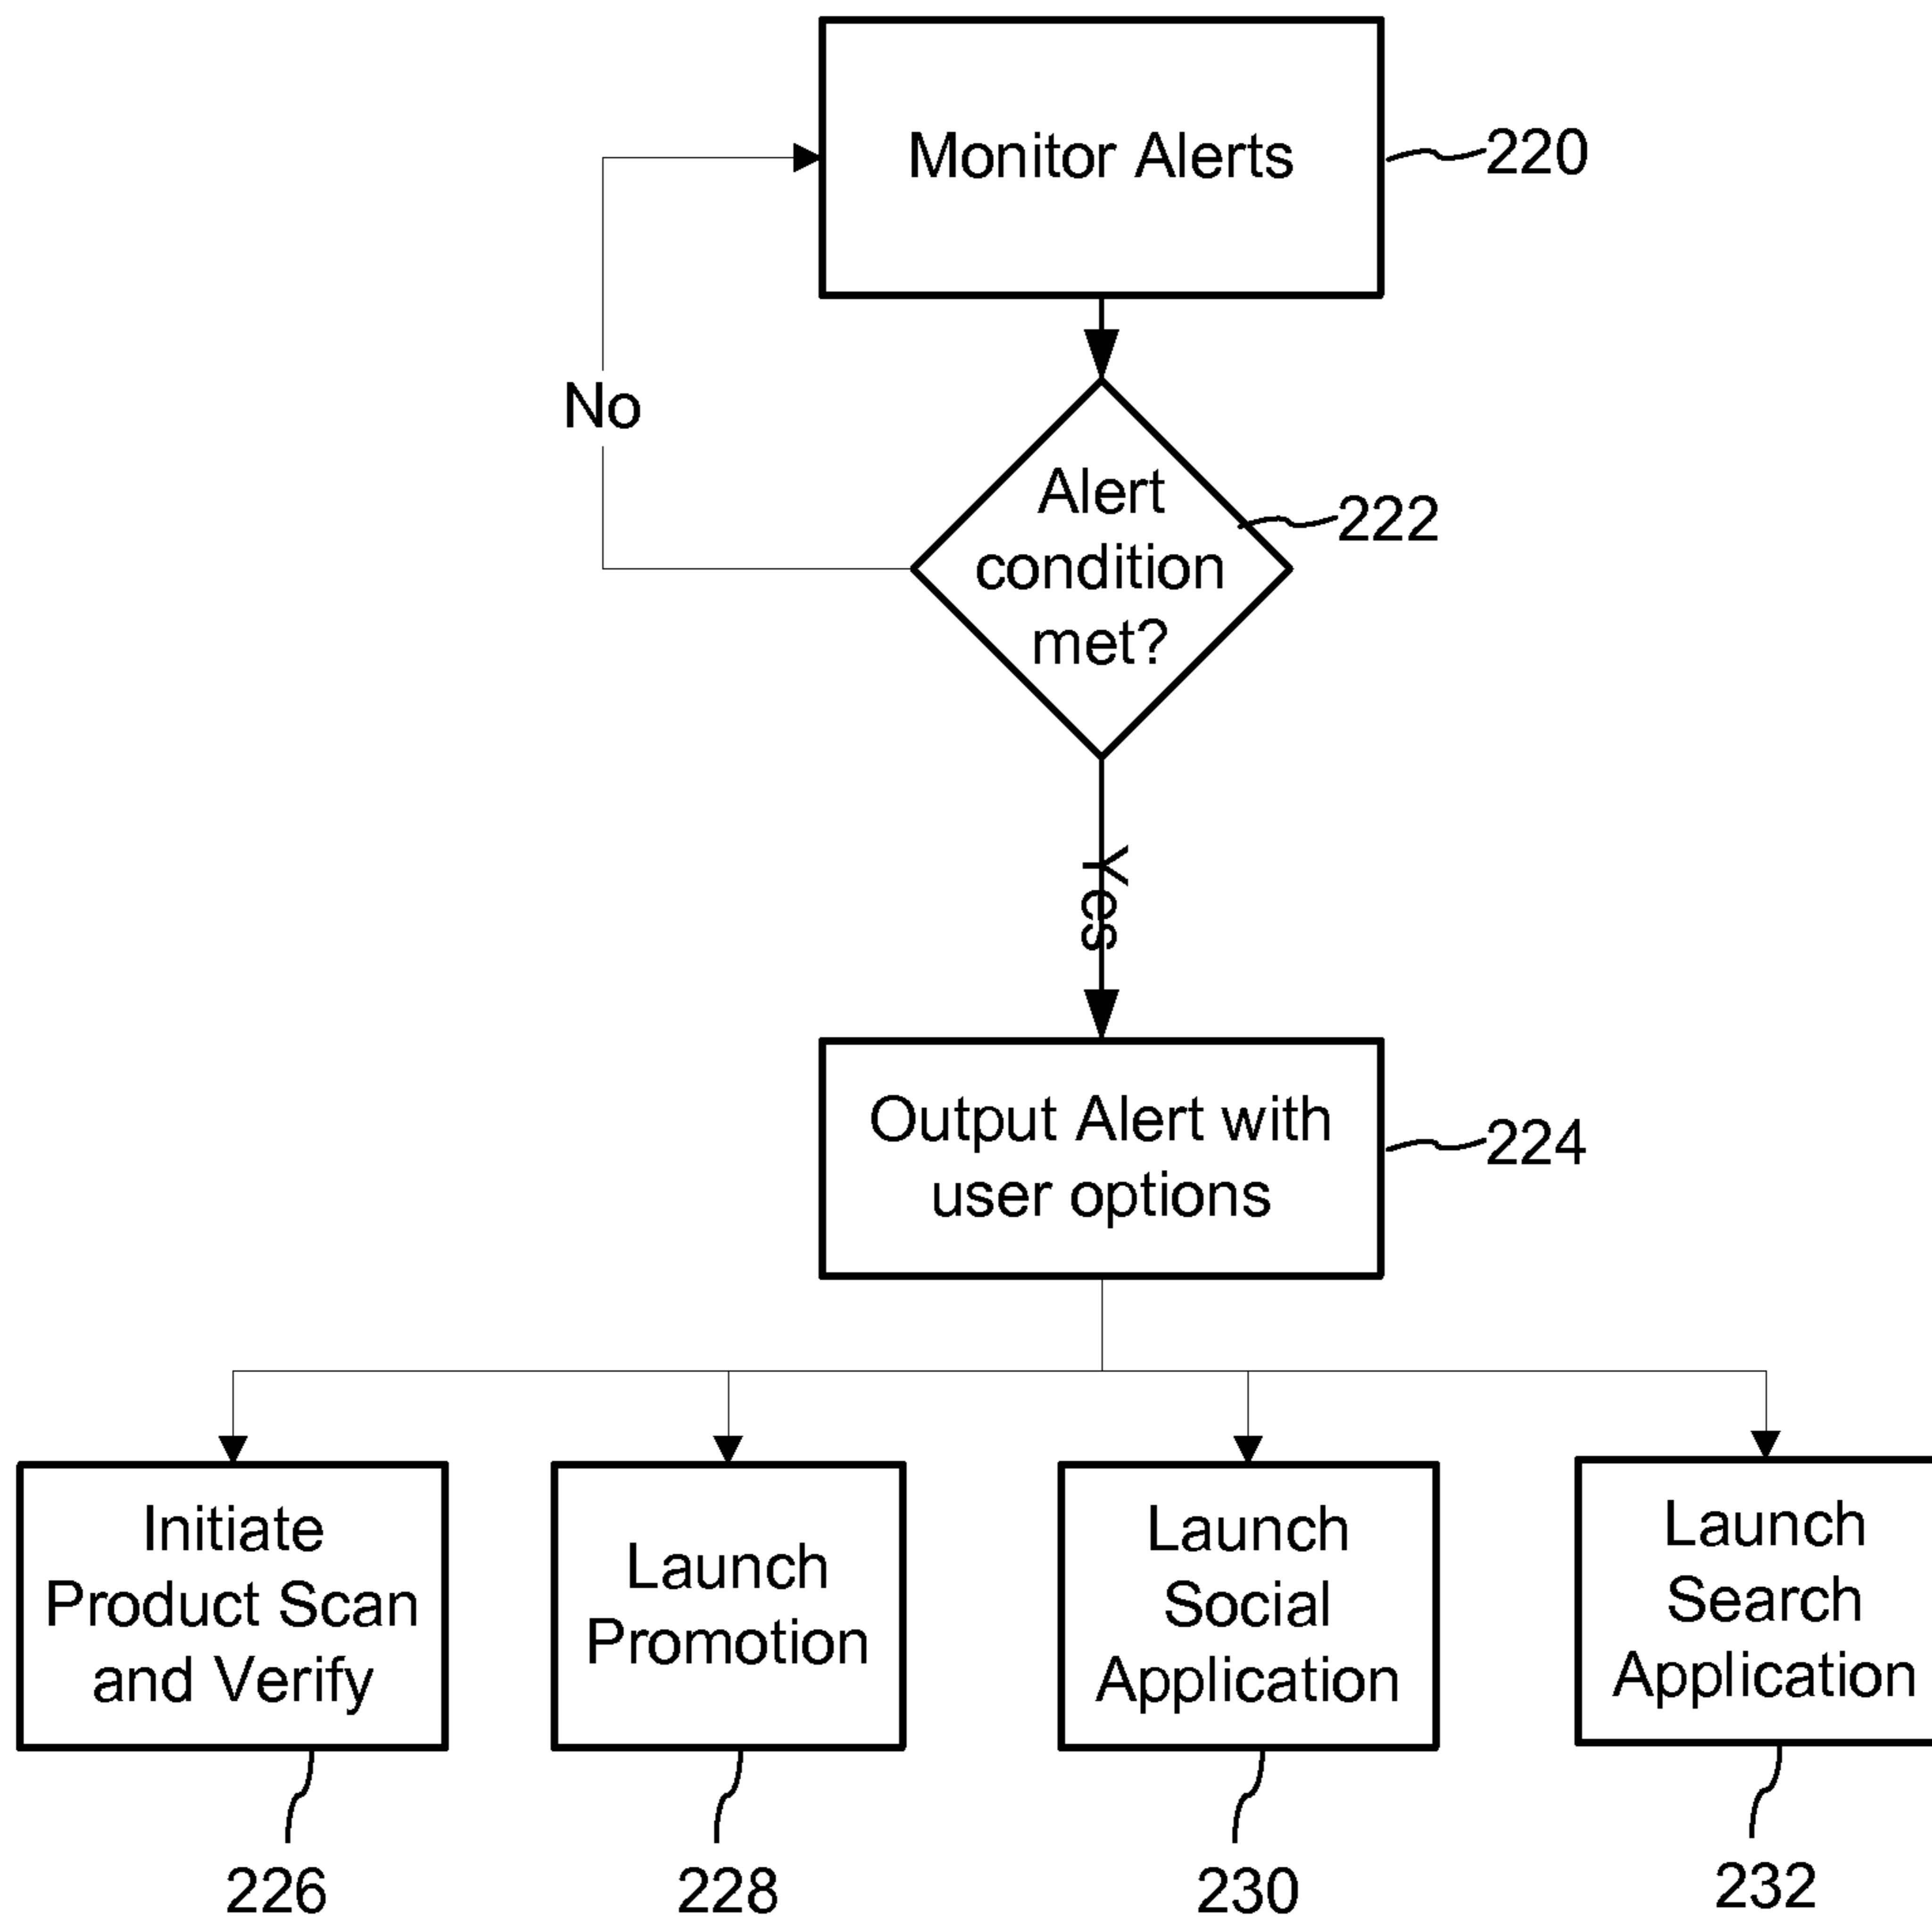 Monitor Alerts
220
No
Alert
condition
met?
222
Yes
Output Alert with
user options
224
Initiate
Product Scan
and Verify
Launch
Promotion
Launch
Social
Application
Launch
Search
Application
226
228
230
232